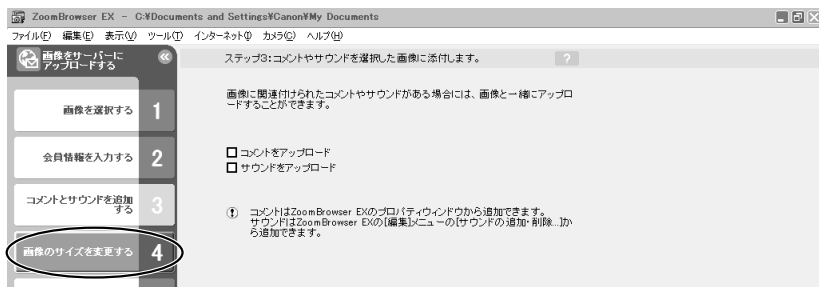 ZoomBrowser EX - C:¥Documents and Settings¥Canon¥My Documents
ファイル(F) 編集(E) 表示(V) ツール(T) インターネット(I) カメラ(C) ヘルプ(H)
画像をサーバーに
アップロードする
ステップ3:コメントやサウンドを選択した画像に添付します。 ?
画像に関連付けられたコメントやサウンドがある場合には、画像と一緒にアップロ
ードすることができます。
画像を選択する 1
会員情報を入力する 2
コメントをアップロード
サウンドをアップロード
コメントとサウンドを追加
する 3
コメントはZoomBrowser EXのプロパティウィンドウから追加できます。
サウンドはZoomBrowser EXの[編集]メニューの[サウンドの追加・削除...]か
ら追加できます。
画像のサイズを変更する 4